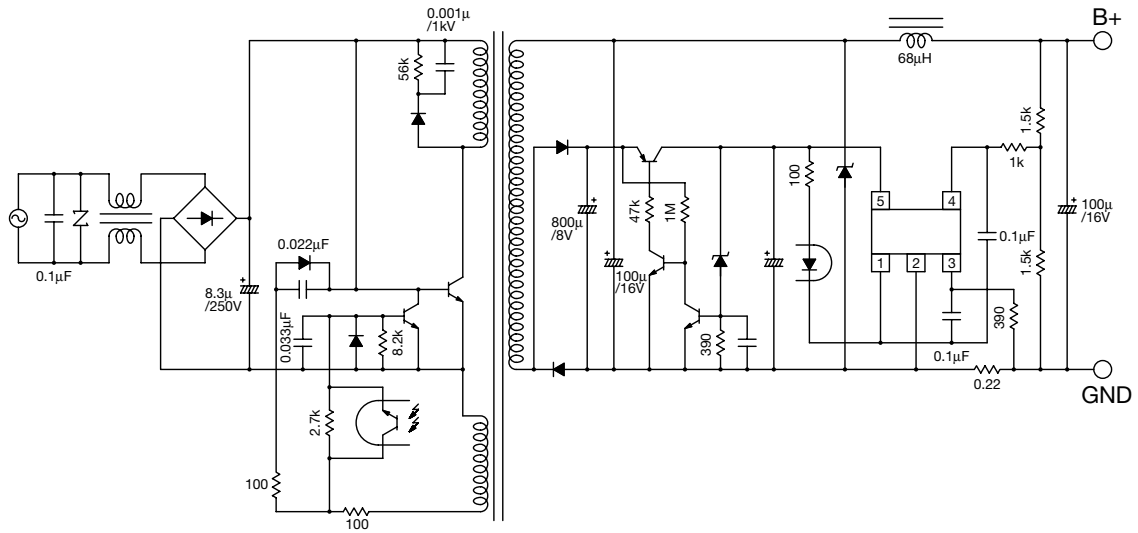 0.001μ
/1kV
56k
B+
68μH
1.5k
1k
100
5
4
47k
1M
800μ
/8V
100μ
/16V
0.1μF
0.022μF
0.1μF
1
2
3
1.5k
8.3μ
/250V
100μ
/16V
0.033μF
8.2k
390
390
0.1μF
0.22
GND
2.7k
100
100